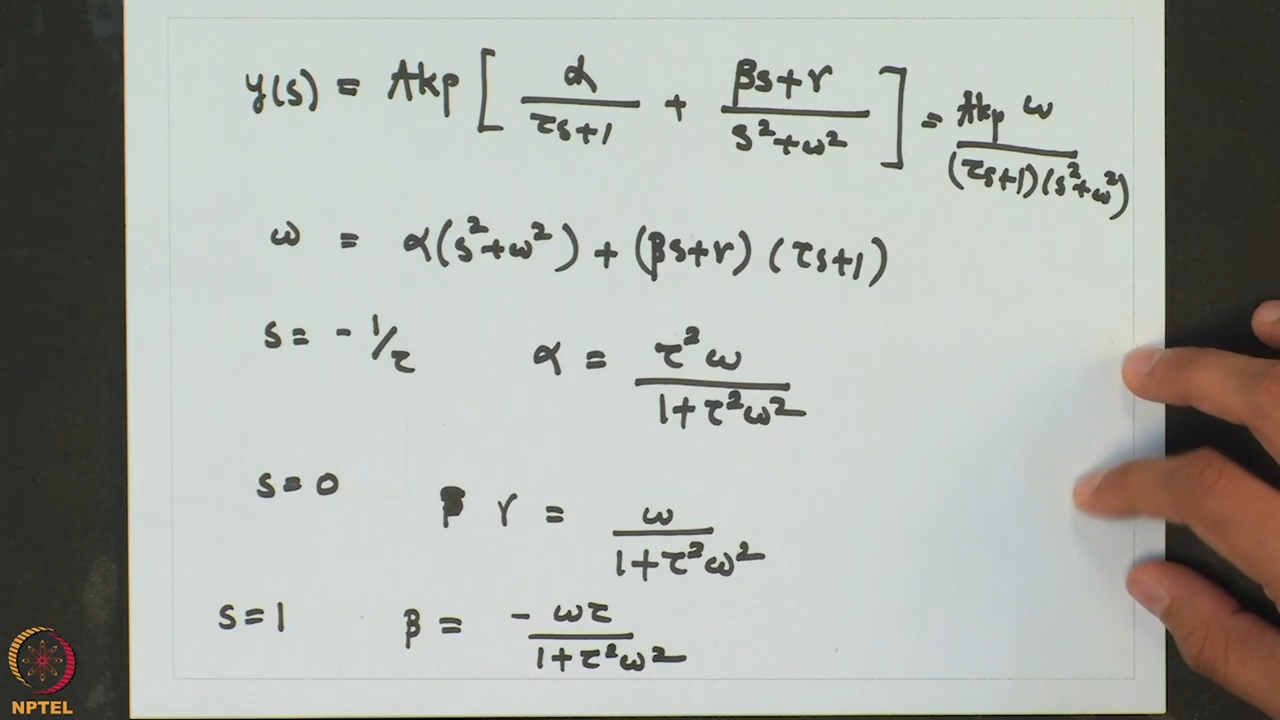 y(s) = Akp [ α/(τs+1) + (βs+r)/(s²+ω²) ] = Akp ω/((τs+1)(s²+ω²))
ω = α(s²+ω²) + (βs+r) (τs+1)
s = -1/τ α = τ²ω/(1+τ²ω²)
s=0 r = ω/(1+τ²ω²)
s=1 β = -ωτ/(1+τ²ω²)
NPTEL